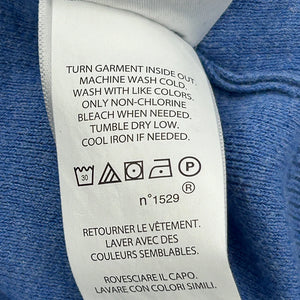 TURN GARMENT INSIDE OUT.
MACHINE WASH COLD.
WASH WITH LIKE COLORS.
ONLY NON-CHLORINE
BLEACH WHEN NEEDED.
TUMBLE DRY LOW.
COOL IRON IF NEEDED.
30 P
®
n°1529
RETOURNER LE VÊTEMENT.
LAVER AVEC DES
COULEURS SEMBLABLES.
ROVESCIARE IL CAPO.
LAVARE CON COLORI SIMILI.